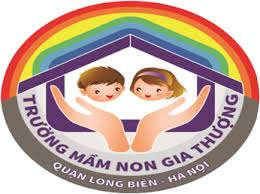 TRƯỜNG MẦM NON GIA THƯỢNG
QUẬN LONG BIÊN - HÀ NỘI